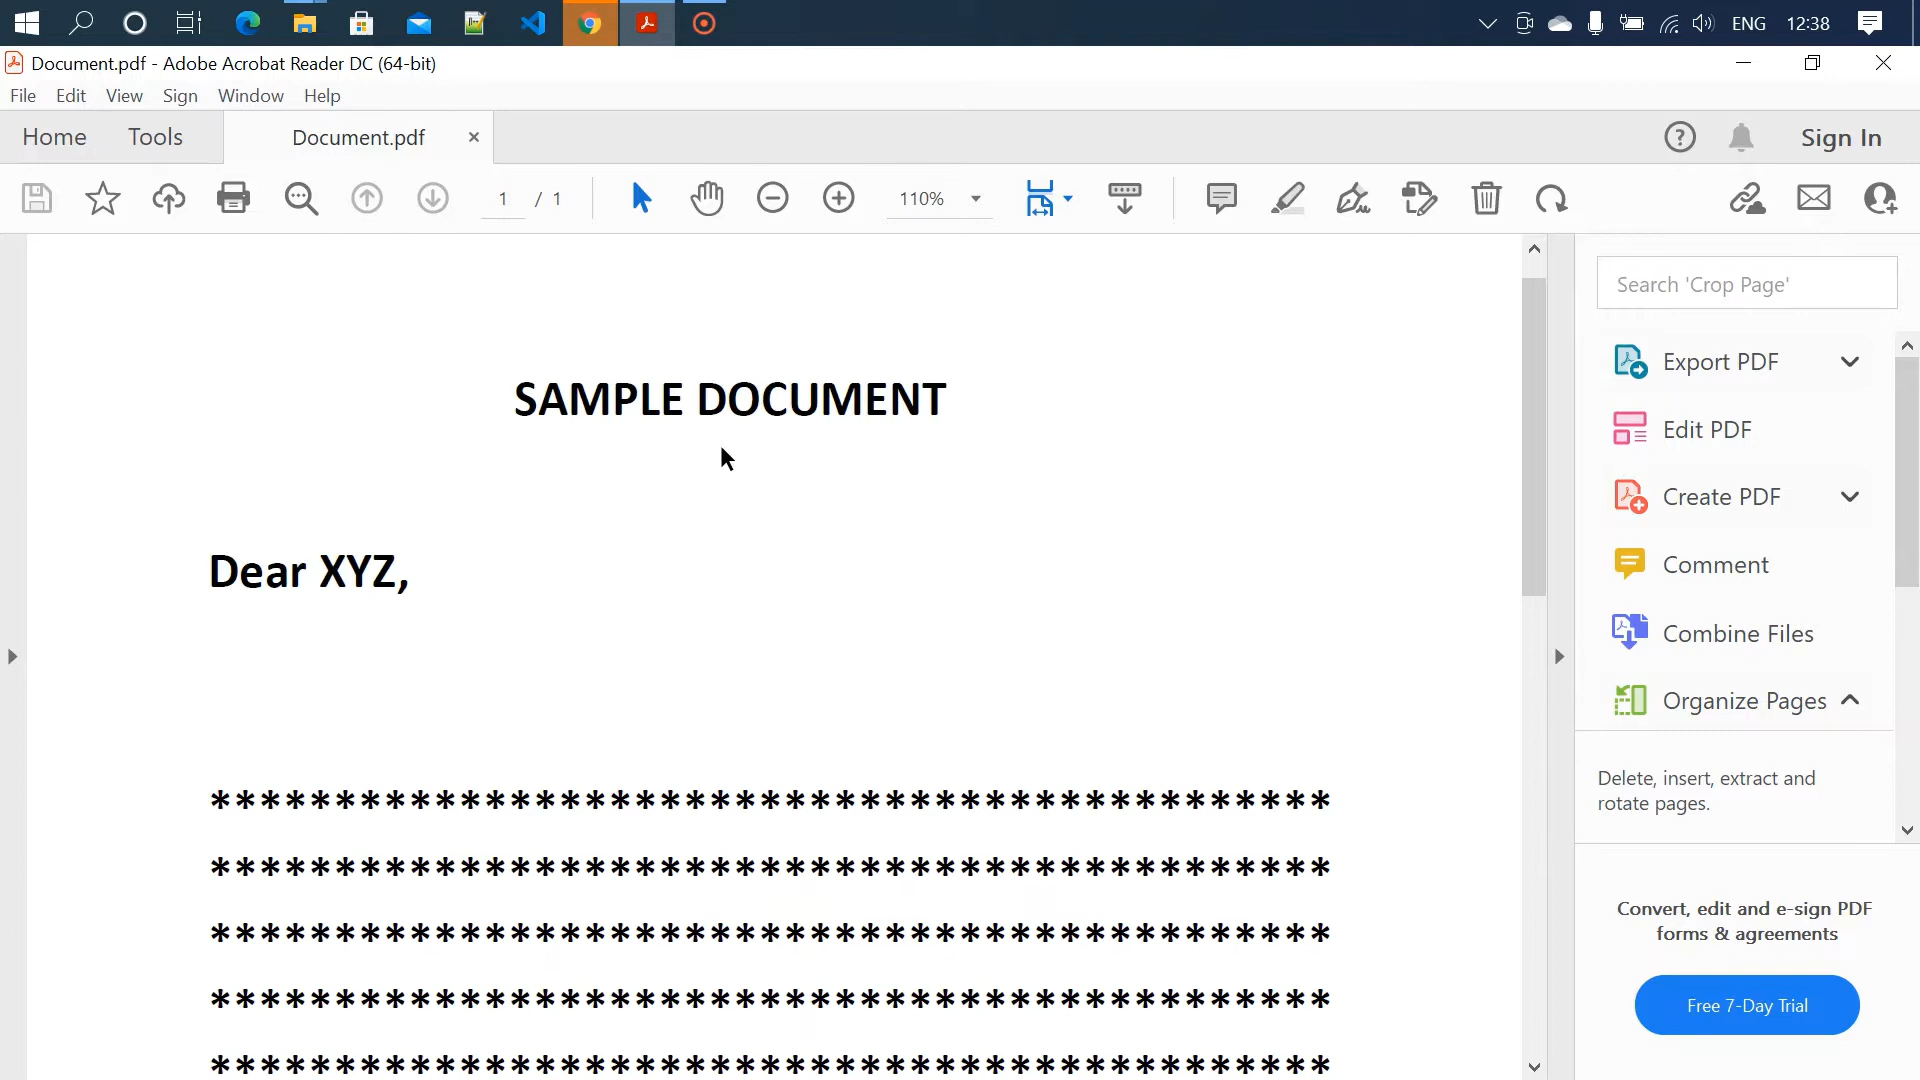 ENG 12:38
Document.pdf - Adobe Acrobat Reader DC (64-bit)
File Edit View Sign Window Help
Home Tools Document.pdf × ? Sign In
1 / 1 110%
Search 'Crop Page'
SAMPLE DOCUMENT
Dear XYZ,
*********************************************
*********************************************
*********************************************
*********************************************
*********************************************
Export PDF
Edit PDF
Create PDF
Comment
Combine Files
Organize Pages
Delete, insert, extract and
rotate pages.
Convert, edit and e-sign PDF
forms & agreements
Free 7-Day Trial